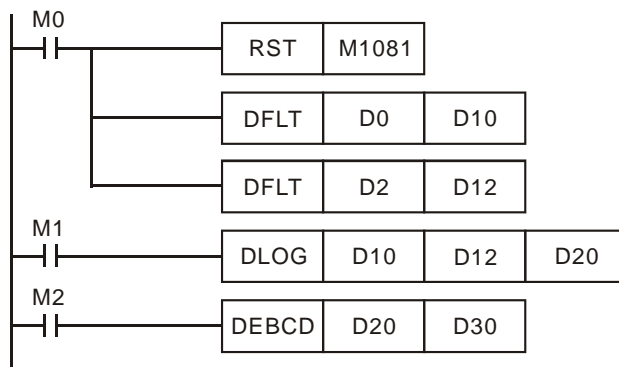 M0
RST M1081
DFLT D0 D10
DFLT D2 D12
M1
DLOG D10 D12 D20
M2
DEBCD D20 D30